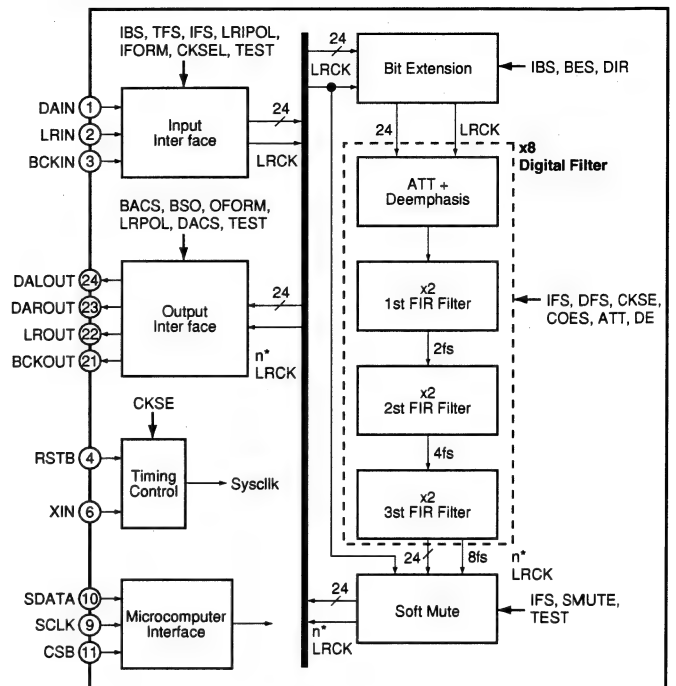 IBS, TFS, IFS, LRIPOL,
IFORM, CKSEL, TEST
DAIN 1
LRIN 2
BCKIN 3
Input
Inter face
24
LRCK
24
LRCK
Bit Extension
IBS, BES, DIR
24
LRCK
x8
Digital Filter
ATT +
Deemphasis
BACS, BSO, OFORM,
LRPOL, DACS, TEST
DALOUT 24
DAROUT 23
LROUT 22
BCKOUT 21
Output
Inter face
24
n*
LRCK
x2
1st FIR Filter
IFS, DFS, CKSE,
COES, ATT, DE
2fs
x2
2st FIR Filter
4fs
x2
3st FIR Filter
CKSE
RSTB 4
XIN 6
Timing
Control
Syscllk
24
8fs
n*
LRCK
SDATA 10
SCLK 9
CSB 11
Microcomputer
Interface
24
n*
LRCK
Soft Mute
IFS, SMUTE,
TEST